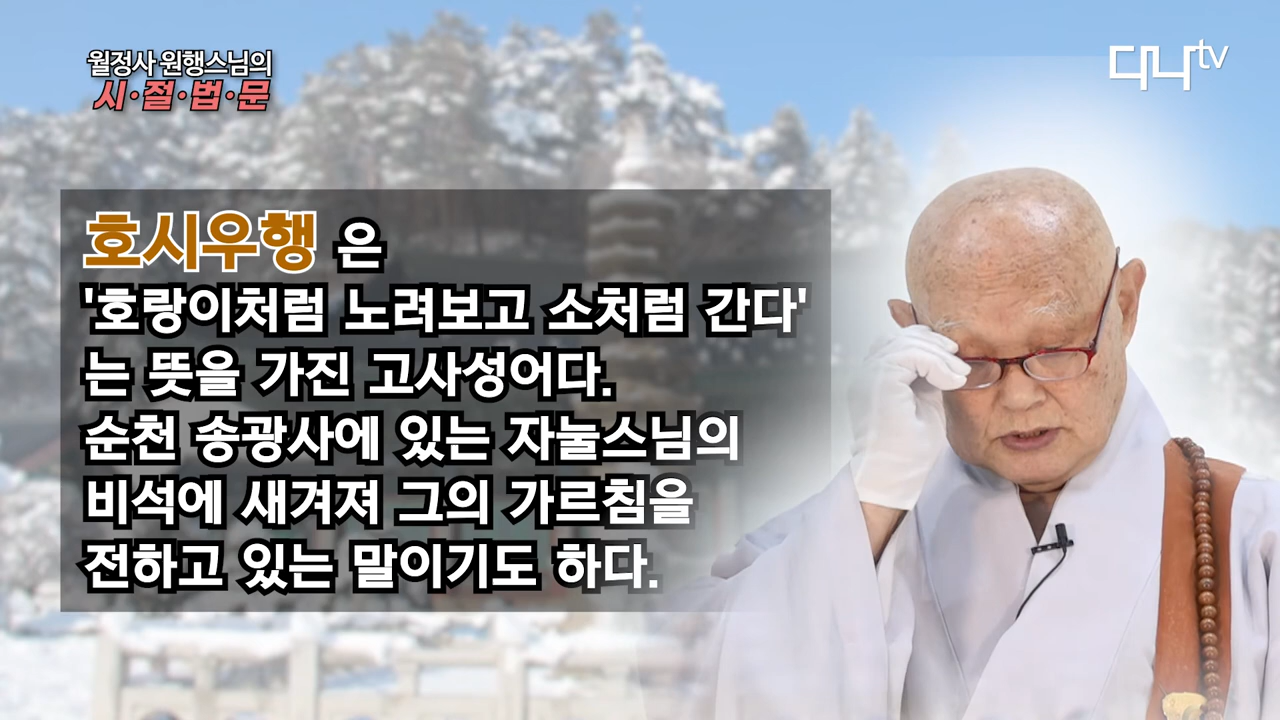 월정사 원행스님의
시·절·법·문
다나tv
호시우행 은
'호랑이처럼 노려보고 소처럼 간다'
는 뜻을 가진 고사성어다.
순천 송광사에 있는 자눌스님의
비석에 새겨져 그의 가르침을
전하고 있는 말이기도 하다.